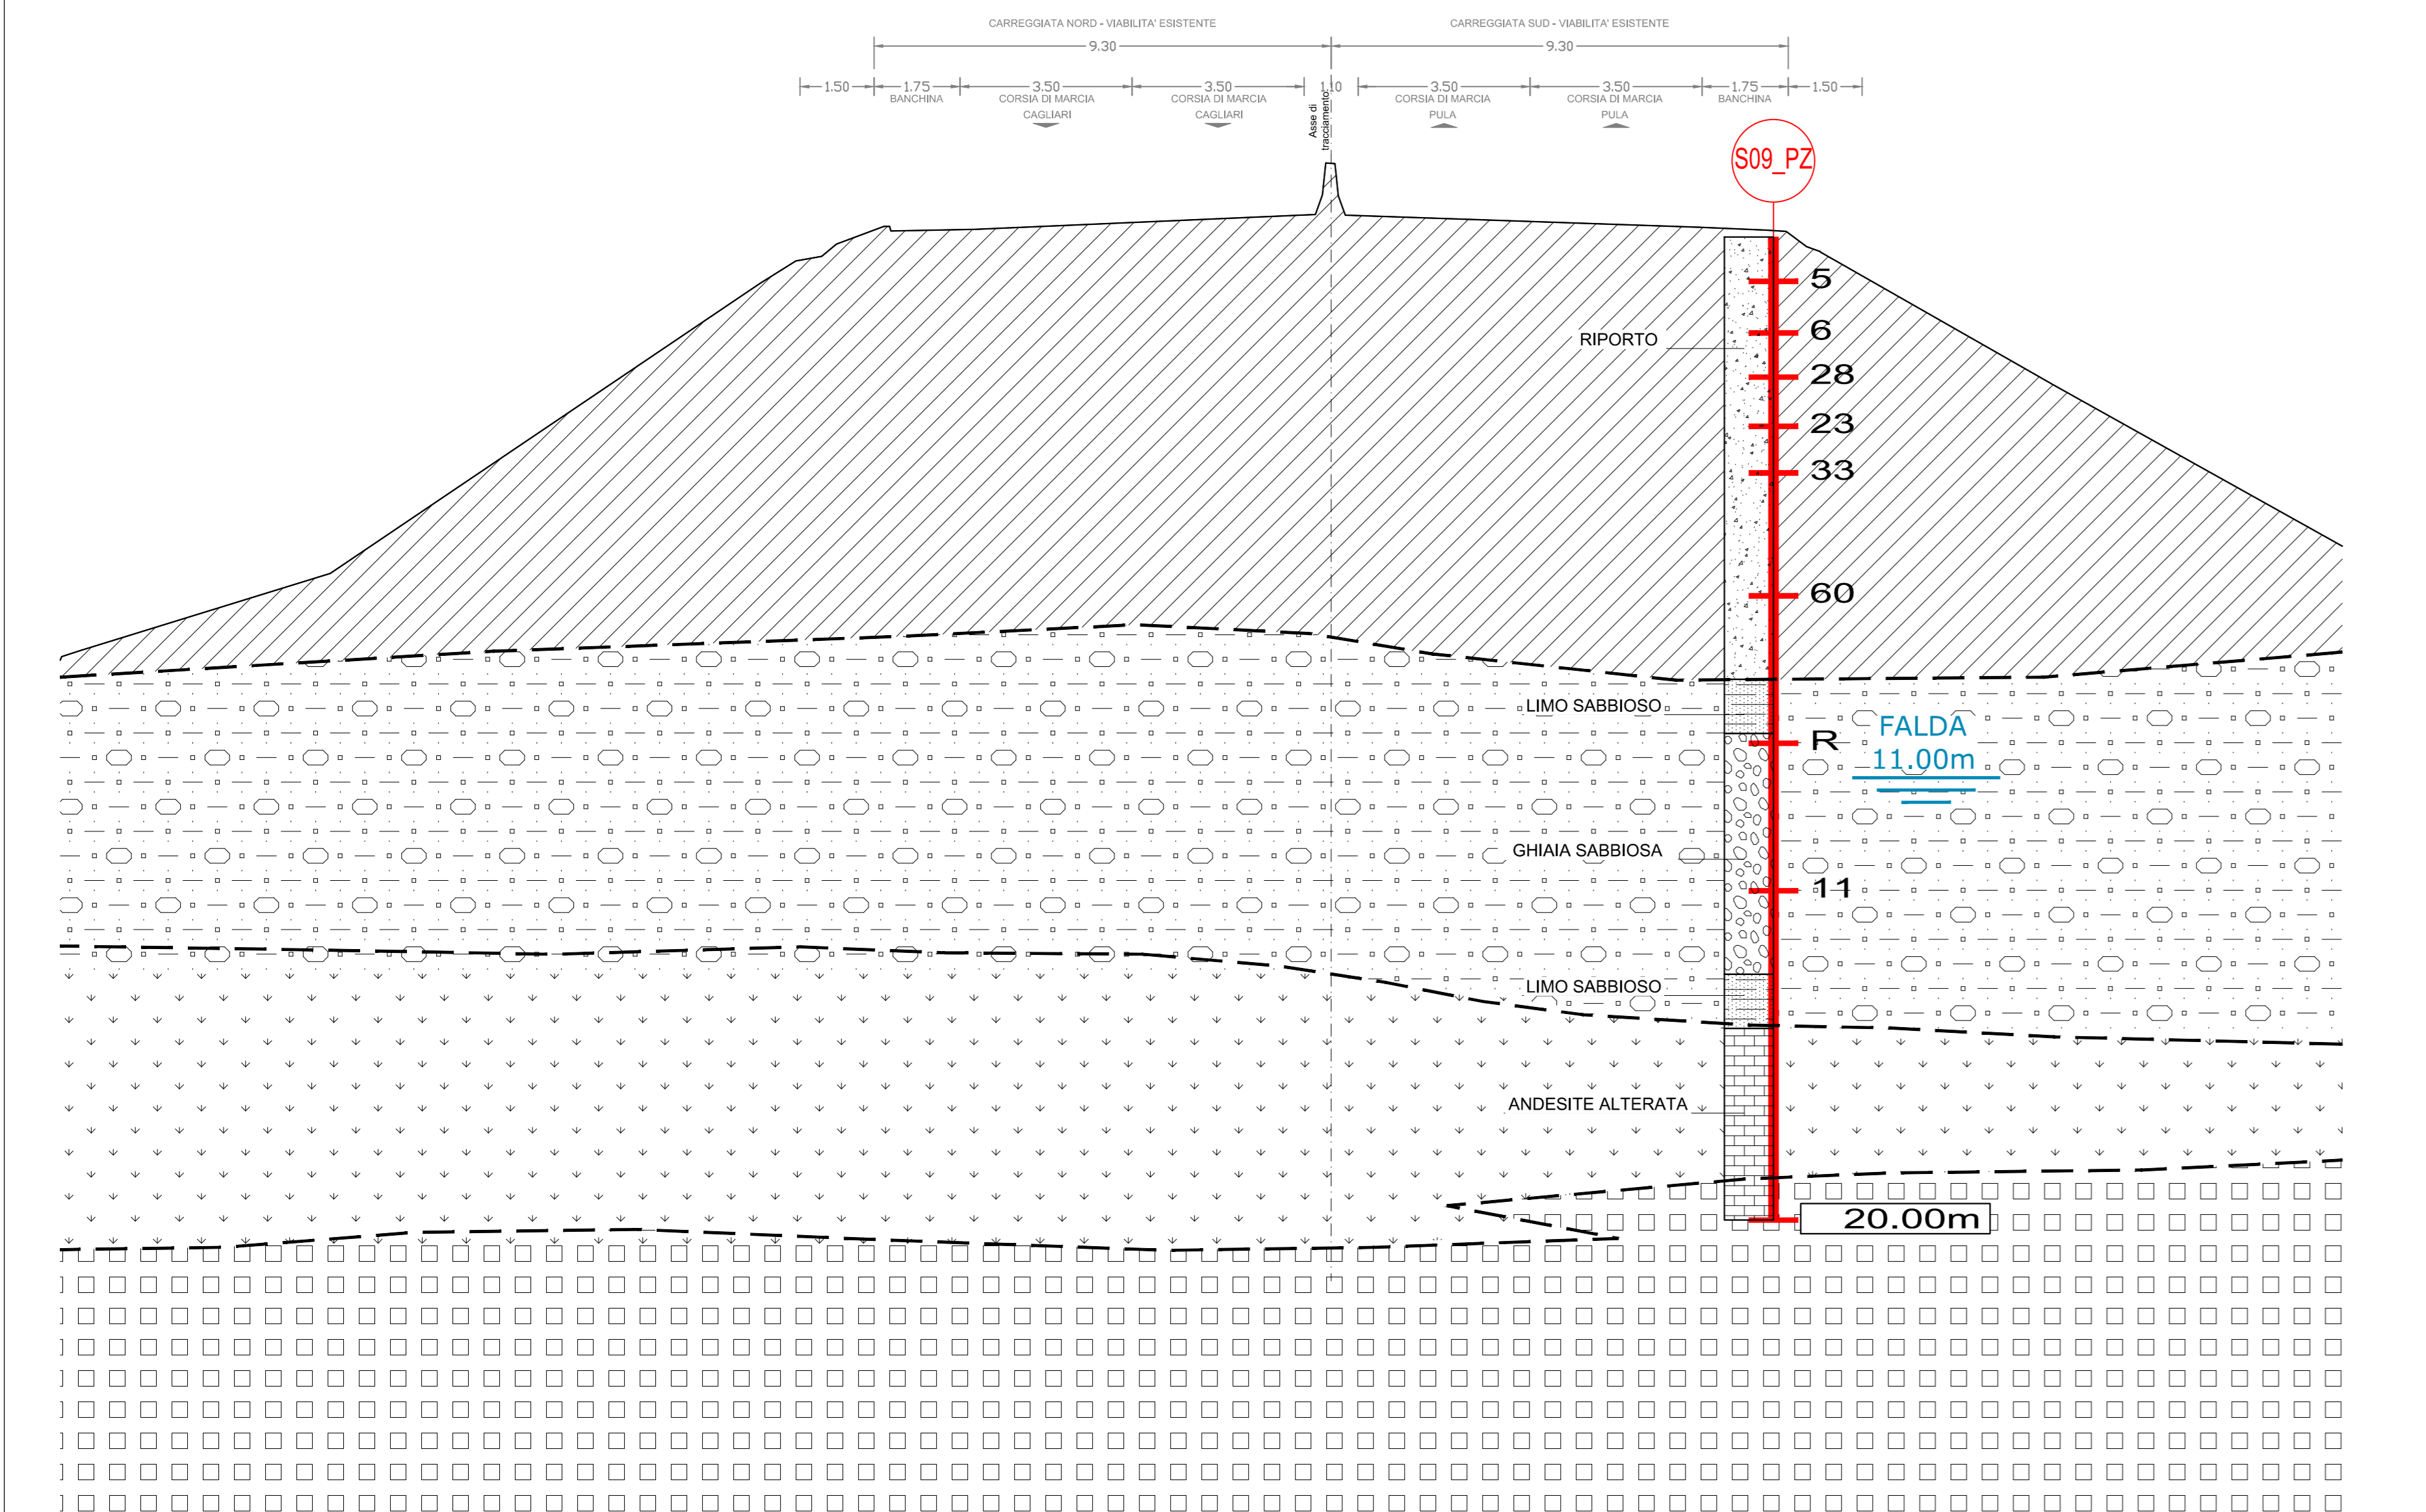 CARREGGIATA NORD - VIABILITA' ESISTENTE
CARREGGIATA SUD - VIABILITA' ESISTENTE
9.30
9.30
1.50
1.75
3.50
3.50
1.10
3.50
3.50
1.75
1.50
BANCHINA
CORSIA DI MARCIA
CORSIA DI MARCIA
CORSIA DI MARCIA
CORSIA DI MARCIA
BANCHINA
CAGLIARI
CAGLIARI
PULA
PULA
Asse di
tracciamento
S09_PZ
5
6
RIPORTO
28
23
33
60
LIMO SABBIOSO
R
FALDA
11.00m
GHIAIA SABBIOSA
11
LIMO SABBIOSO
ANDESITE ALTERATA
20.00m